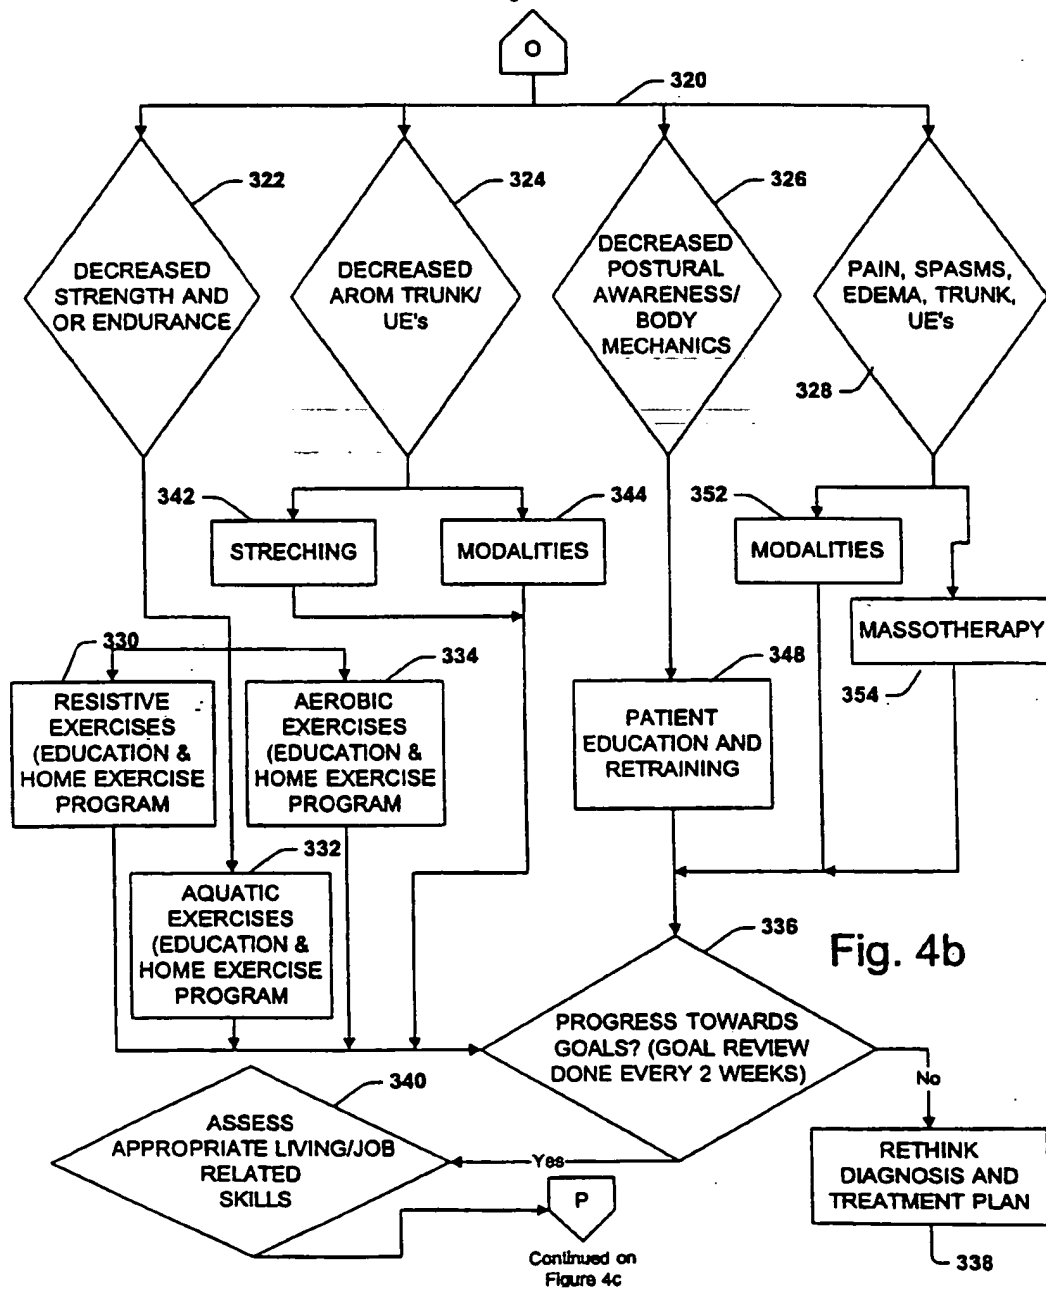 O
320
322
324
326
DECREASED
STRENGTH AND
OR ENDURANCE
DECREASED
AROM TRUNK/
UE's
DECREASED
POSTURAL
AWARENESS/
BODY
MECHANICS
PAIN, SPASMS,
EDEMA, TRUNK,
UE's
328
342
344
352
STRECHING
MODALITIES
MODALITIES
MASSOTHERAPY
354
330
334
348
RESISTIVE
EXERCISES
(EDUCATION &
HOME EXERCISE
PROGRAM
AEROBIC
EXERCISES
(EDUCATION &
HOME EXERCISE
PROGRAM
PATIENT
EDUCATION AND
RETRAINING
332
AQUATIC
EXERCISES
(EDUCATION &
HOME EXERCISE
PROGRAM
336
Fig. 4b
PROGRESS TOWARDS
GOALS? (GOAL REVIEW
DONE EVERY 2 WEEKS)
No
340
ASSESS
APPROPRIATE LIVING/JOB
RELATED
SKILLS
Yes
RETHINK
DIAGNOSIS AND
TREATMENT PLAN
338
P
Continued on
Figure 4c